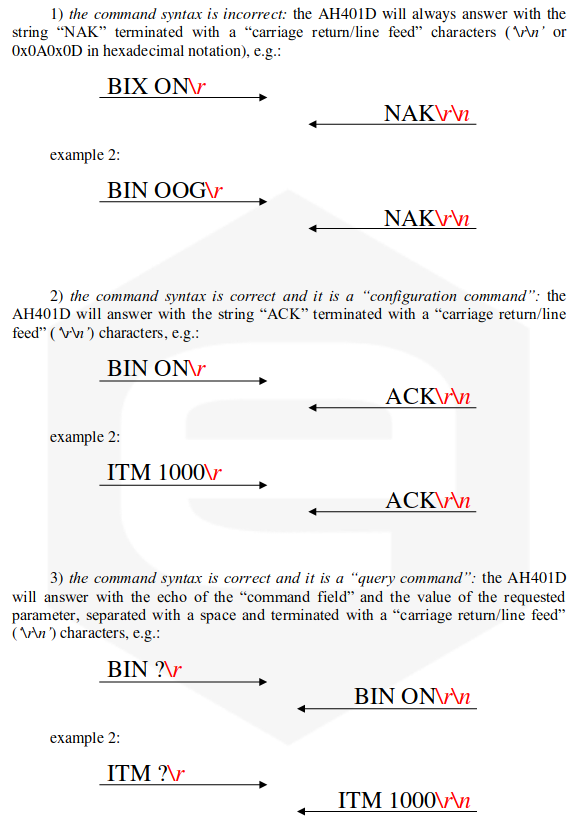 1) the command syntax is incorrect: the AH401D will always answer with the
string “NAK” terminated with a “carriage return/line feed” characters (‘\r\n’ or
0x0A0x0D in hexadecimal notation), e.g.:
BIX ON\r
NAK\r\n
example 2:
BIN OOG\r
NAK\r\n
2) the command syntax is correct and it is a “configuration command”: the
AH401D will answer with the string “ACK” terminated with a “carriage return/line
feed” (‘\r\n’) characters, e.g.:
BIN ON\r
ACK\r\n
example 2:
ITM 1000\r
ACK\r\n
3) the command syntax is correct and it is a “query command”: the AH401D
will answer with the echo of the “command field” and the value of the requested
parameter, separated with a space and terminated with a “carriage return/line feed”
(‘\r\n’) characters, e.g.:
BIN ?\r
BIN ON\r\n
example 2:
ITM ?\r
ITM 1000\r\n